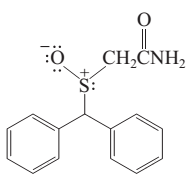 O
−:Ö: CH₂CNH₂
+
S: